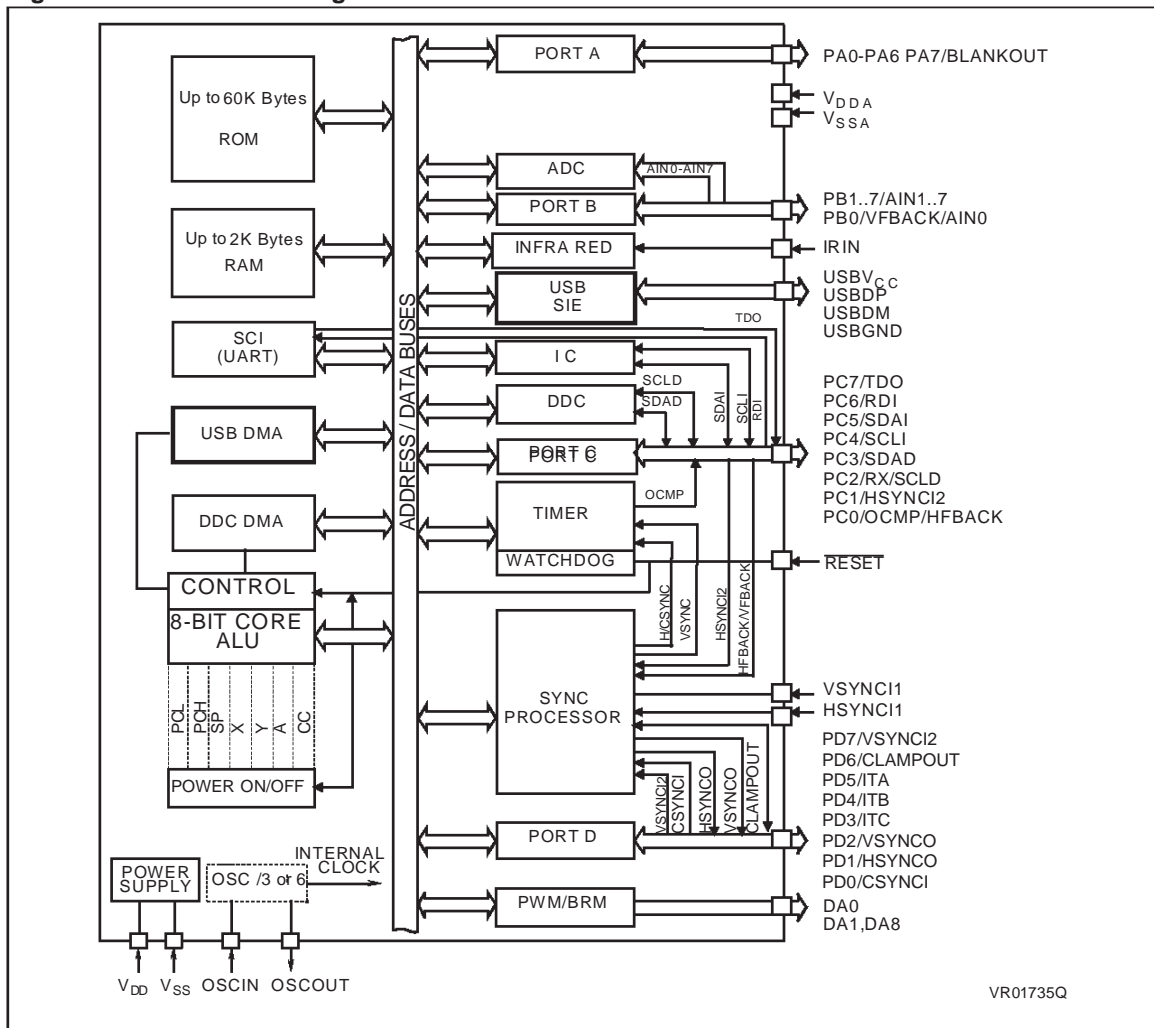 PORT A
PA0-PA6 PA7/BLANKOUT
Up to 60K Bytes
ROM
VDDA
VSSA
ADC
AIN0-AIN7
PORT B
PB1..7/AIN1..7
PB0/VFBACK/AIN0
Up to 2K Bytes
RAM
INFRA RED
IRIN
USB
SIE
USBVCC
USBDP
USBDM
USBGND
TDO
SCI
(UART)
I C
ADDRESS / DATA BUSES
SCLD
SDAD
SDAI
SCLI
RDI
DDC
PC7/TDO
PC6/RDI
PC5/SDAI
PC4/SCLI
PC3/SDAD
PC2/RX/SCLD
PC1/HSYNCI2
PC0/OCMP/HFBACK
USB DMA
PORT C
OCMP
TIMER
DDC DMA
WATCHDOG
RESET
CONTROL
8-BIT CORE
ALU
H/CSYNC
VSYNC
HSYNCI2
HFBACK/VFBACK
PCL
PCH
SP
X
Y
A
CC
SYNC
PROCESSOR
VSYNCI1
HSYNCI1
POWER ON/OFF
VSYNCI2
CSYNCI
HSYNCO
VSYNCO
CLAMPOUT
PD7/VSYNCI2
PD6/CLAMPOUT
PD5/ITA
PD4/ITB
PD3/ITC
PD2/VSYNCO
PD1/HSYNCO
PD0/CSYNCI
PORT D
POWER
SUPPLY
OSC /3 or 6
INTERNAL
CLOCK
PWM/BRM
DA0
DA1,DA8
VDD
VSS
OSCIN
OSCOUT
VR01735Q